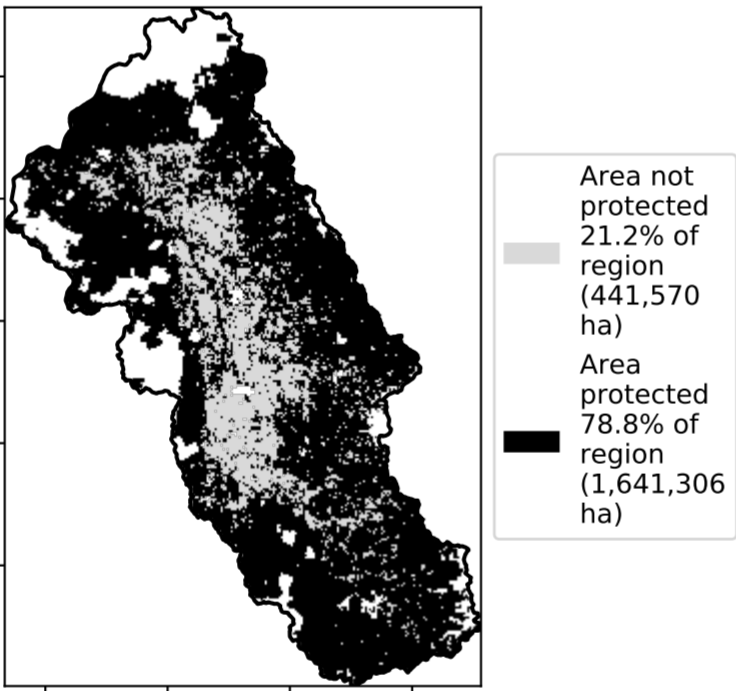 Area not
protected
21.2% of
region
(441,570
ha)
Area
protected
78.8% of
region
(1,641,306
ha)